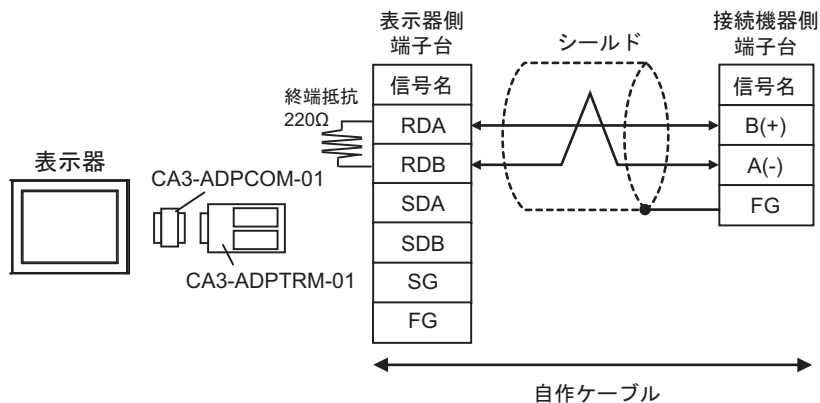 表示器側
端子台
信号名
RDA
RDB
SDA
SDB
SG
FG
終端抵抗
220Ω
シールド
接続機器側
端子台
信号名
B(+)
A(-)
FG
表示器
CA3-ADPCOM-01
CA3-ADPTRM-01
自作ケーブル